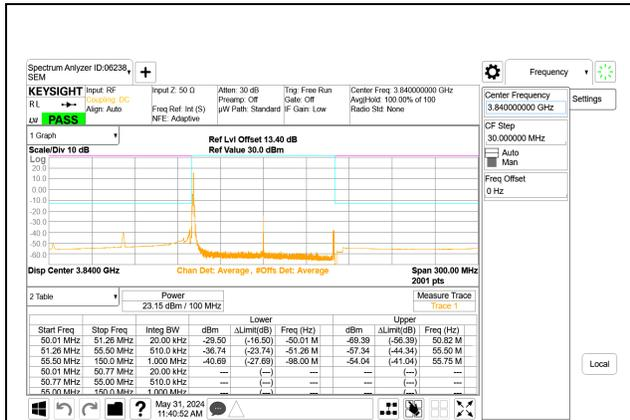 Spectrum Anlyzer ID:06238,
SEM
Frequency
KEYSIGHT
Input: RF
Coupling: DC
Align: Auto
Input Z: 50 Ω
Freq Ref: Int (S)
NFE: Adaptive
Atten: 30 dB
Preamp: Off
µW Path: Standard
Trig: Free Run
Gate: Off
IF Gain: Low
Center Freq: 3.840000000 GHz
Avg|Hold: 100.00% of 100
Radio Std: None
RL
LXI
PASS
Center Frequency
3.840000000 GHz
Settings
CF Step
30.000000 MHz
Auto
Man
Freq Offset
0 Hz
1 Graph
Ref Lvl Offset 13.40 dB
Scale/Div 10 dB
Ref Value 30.0 dBm
Log
20.0
10.0
0.00
-10.0
-20.0
-30.0
-40.0
-50.0
-60.0
Disp Center 3.8400 GHz
Chan Det: Average , #Offs Det: Average
Span 300.00 MHz
2001 pts
2 Table
Power
23.15 dBm / 100 MHz
Measure Trace
Trace 1
Lower Upper
Start Freq Stop Freq Integ BW dBm ΔLimit(dB) Freq (Hz) dBm ΔLimit(dB) Freq (Hz)
50.01 MHz 51.26 MHz 20.00 kHz -29.50 (-16.50) -50.01 M -69.39 (-56.39) 50.82 M
51.26 MHz 55.50 MHz 510.0 kHz -36.74 (-23.74) -51.26 M -57.34 (-44.34) 55.50 M
55.50 MHz 150.0 MHz 1.000 MHz -40.69 (-27.69) -98.00 M -54.04 (-41.04) 55.75 M
50.01 MHz 50.77 MHz 20.00 kHz --- (---) --- (---)
50.77 MHz 55.00 MHz 510.0 kHz --- (---) --- (---)
55.00 MHz 150.0 MHz 1.000 MHz --- (---) --- (---)
Local
May 31, 2024
11:40:52 AM